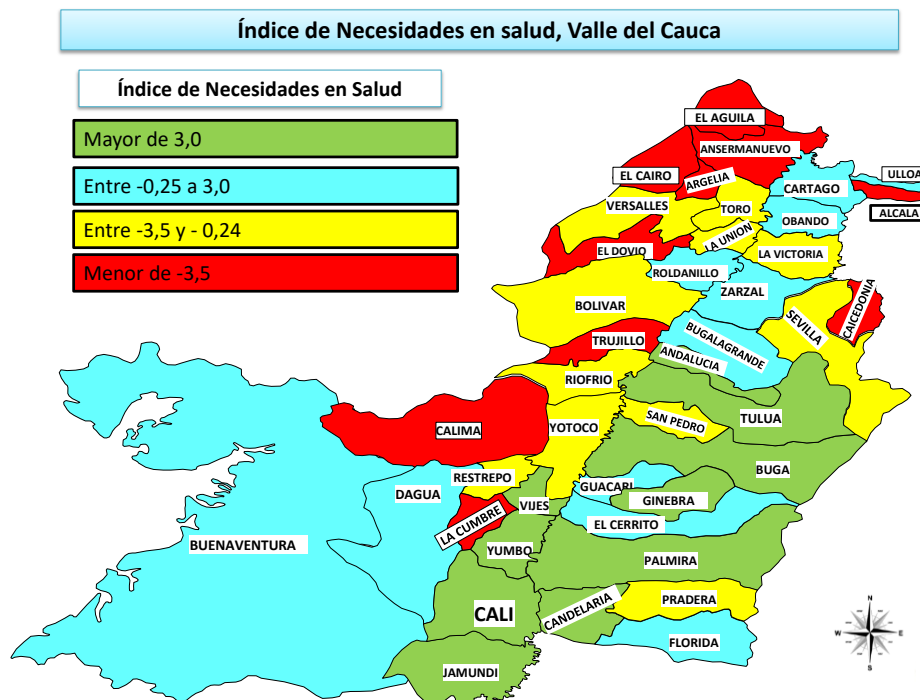 Índice de Necesidades en salud, Valle del Cauca
Índice de Necesidades en Salud
Mayor de 3,0
Entre -0,25 a 3,0
Entre -3,5 y - 0,24
Menor de -3,5
EL AGUILA
ANSERMANUEVO
EL CAIRO
ARGELIA
ULLOA
CARTAGO
ALCALA
VERSALLES
TORO
OBANDO
LA UNION
EL DOVIO
LA VICTORIA
ROLDANILLO
ZARZAL
BOLIVAR
CAICEDONIA
SEVILLA
TRUJILLO
BUGALAGRANDE
ANDALUCIA
RIOFRIO
SAN PEDRO
TULUA
CALIMA
YOTOCO
BUGA
RESTREPO
DAGUA
GUACARI
GINEBRA
VIJES
LA CUMBRE
EL CERRITO
BUENAVENTURA
YUMBO
PALMIRA
CALI
CANDELARIA
PRADERA
FLORIDA
JAMUNDI
N
W
E
S